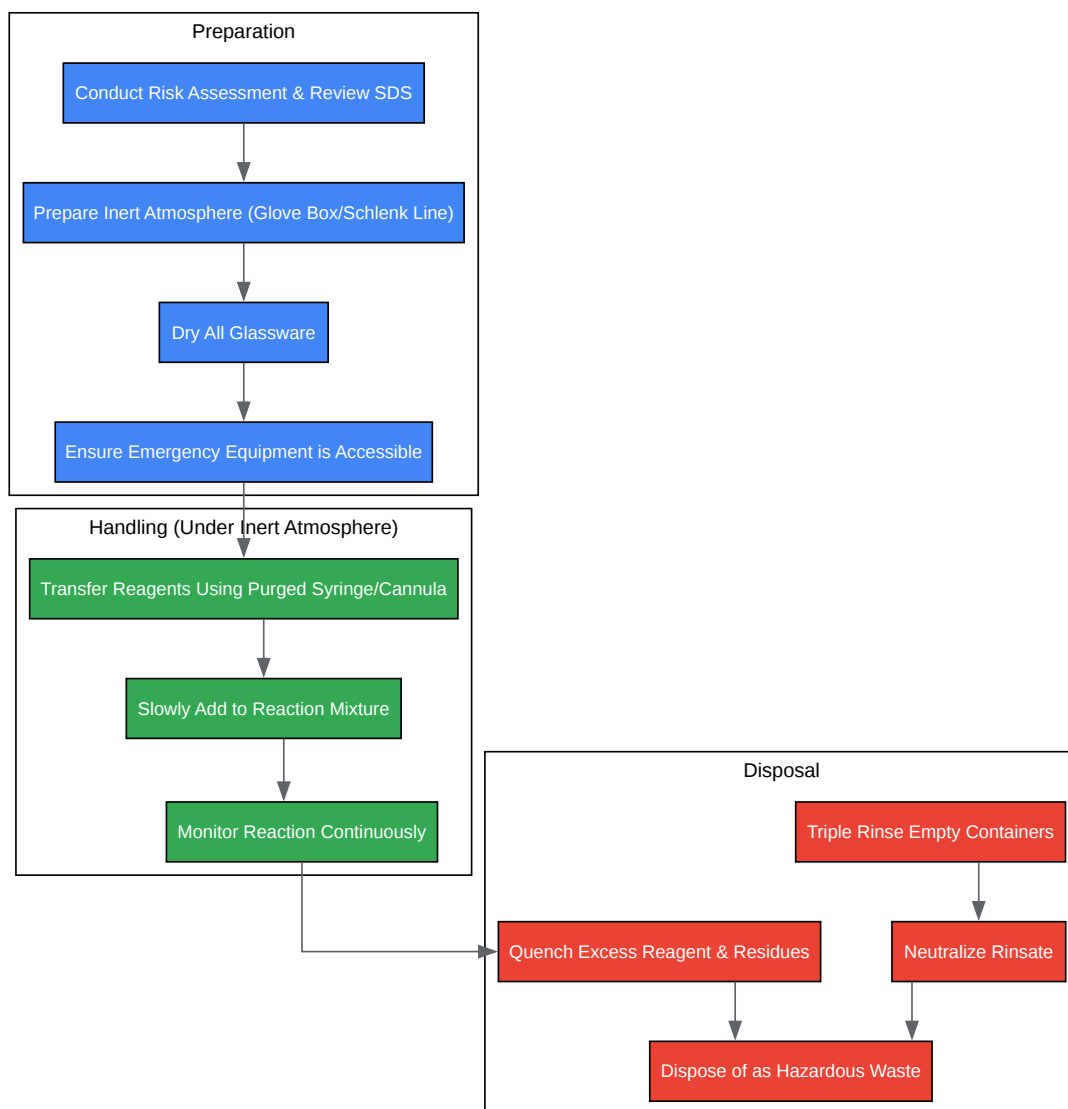 Preparation
Conduct Risk Assessment & Review SDS
Prepare Inert Atmosphere (Glove Box/Schlenk Line)
Dry All Glassware
Ensure Emergency Equipment is Accessible
Handling (Under Inert Atmosphere)
Transfer Reagents Using Purged Syringe/Cannula
Slowly Add to Reaction Mixture
Monitor Reaction Continuously
Disposal
Triple Rinse Empty Containers
Quench Excess Reagent & Residues
Neutralize Rinsate
Dispose of as Hazardous Waste